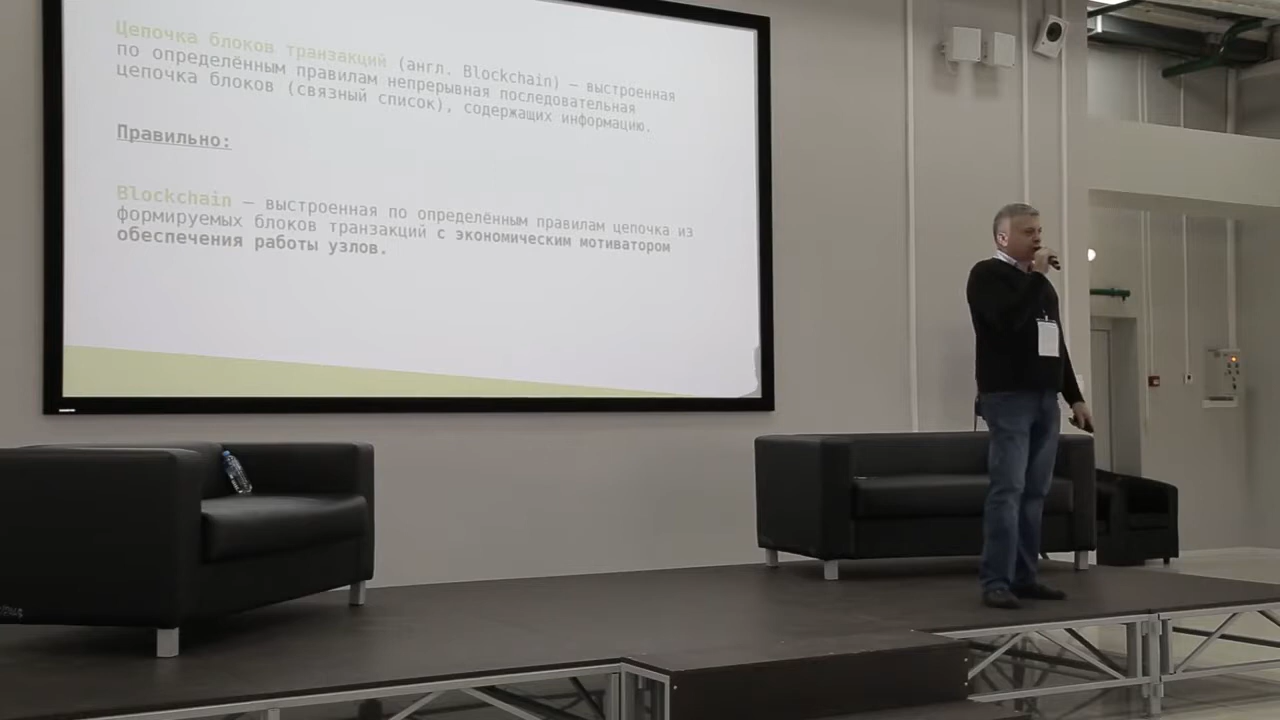 Цепочка блоков транзакций (англ. Blockchain) — выстроенная
по определённым правилам непрерывная последовательная
цепочка блоков (связный список), содержащих информацию.
Правильно:
Blockchain — выстроенная по определённым правилам цепочка из
формируемых блоков транзакций с экономическим мотиватором
обеспечения работы узлов.